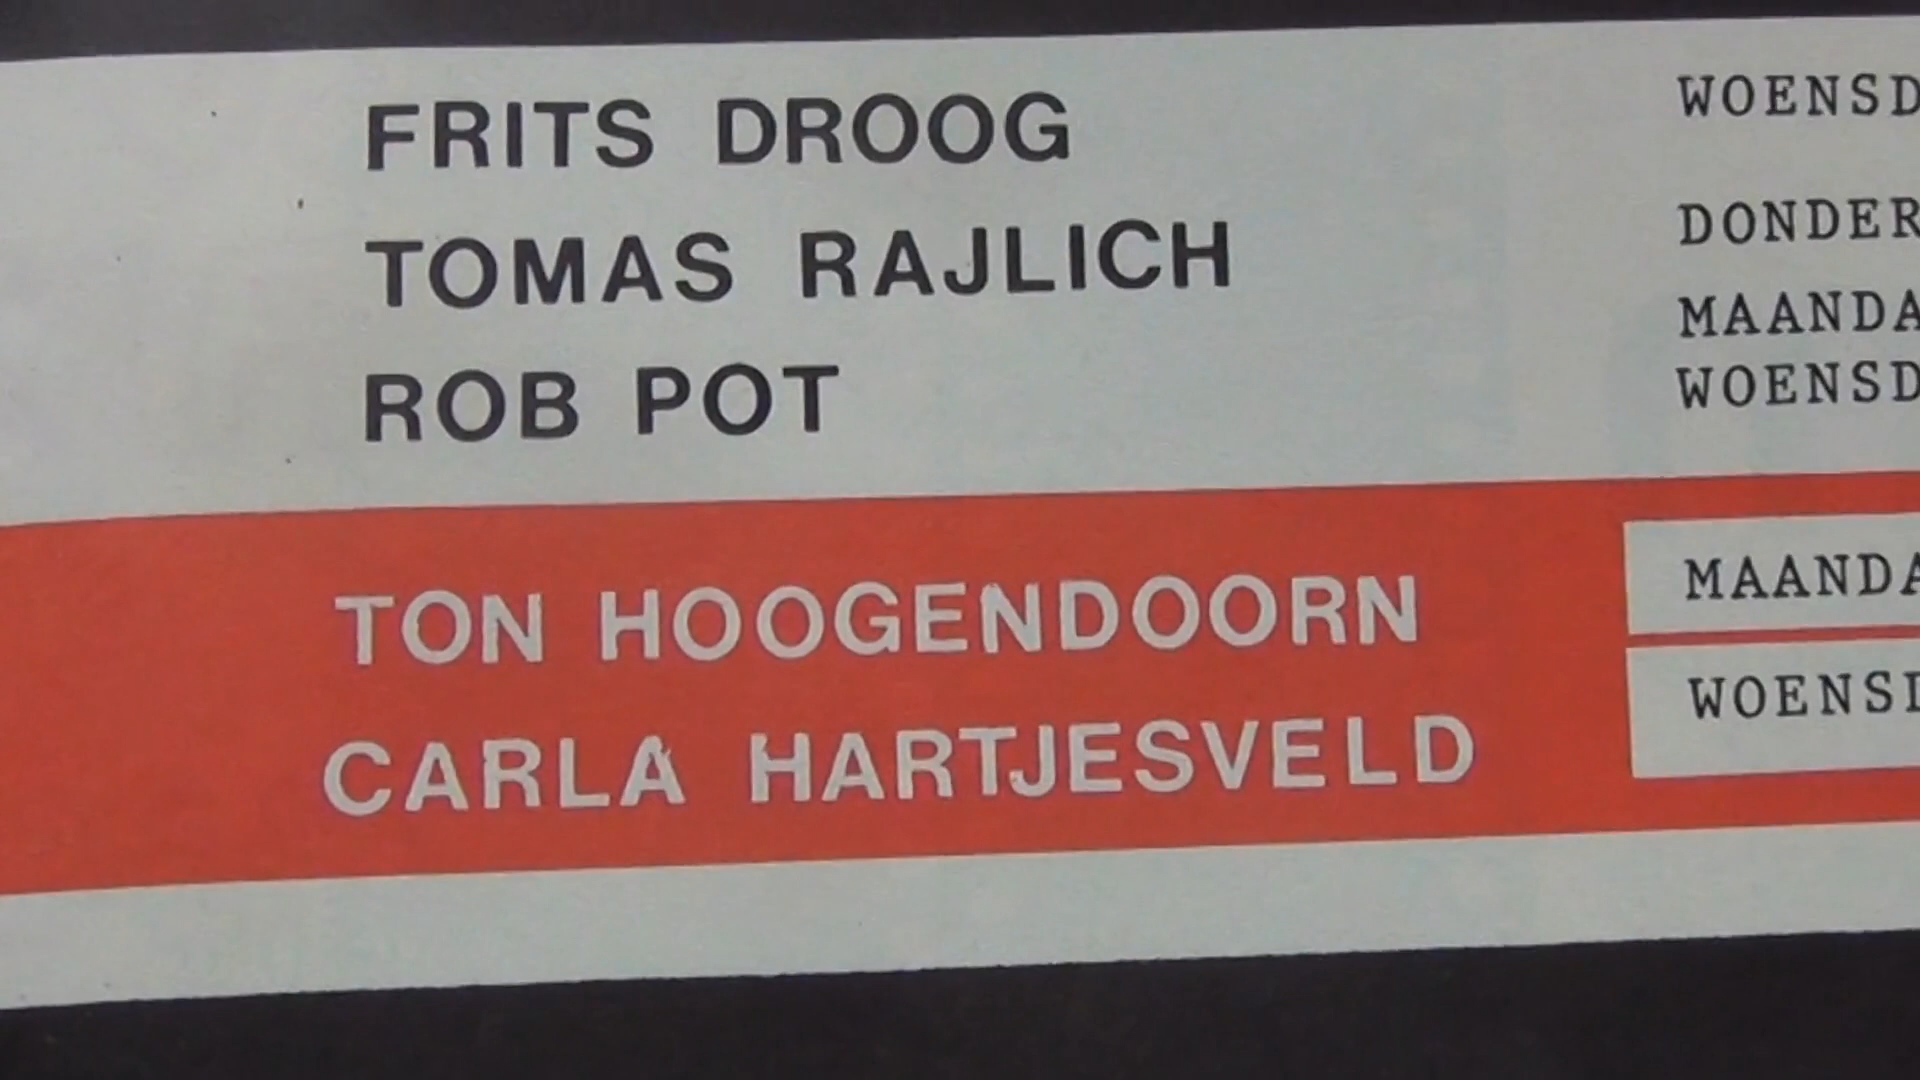 FRITS DROOG WOENSD
TOMAS RAJLICH DONDER
MAANDA
ROB POT WOENSD
TON HOOGENDOORN MAANDA
CARLA HARTJESVELD WOENSD